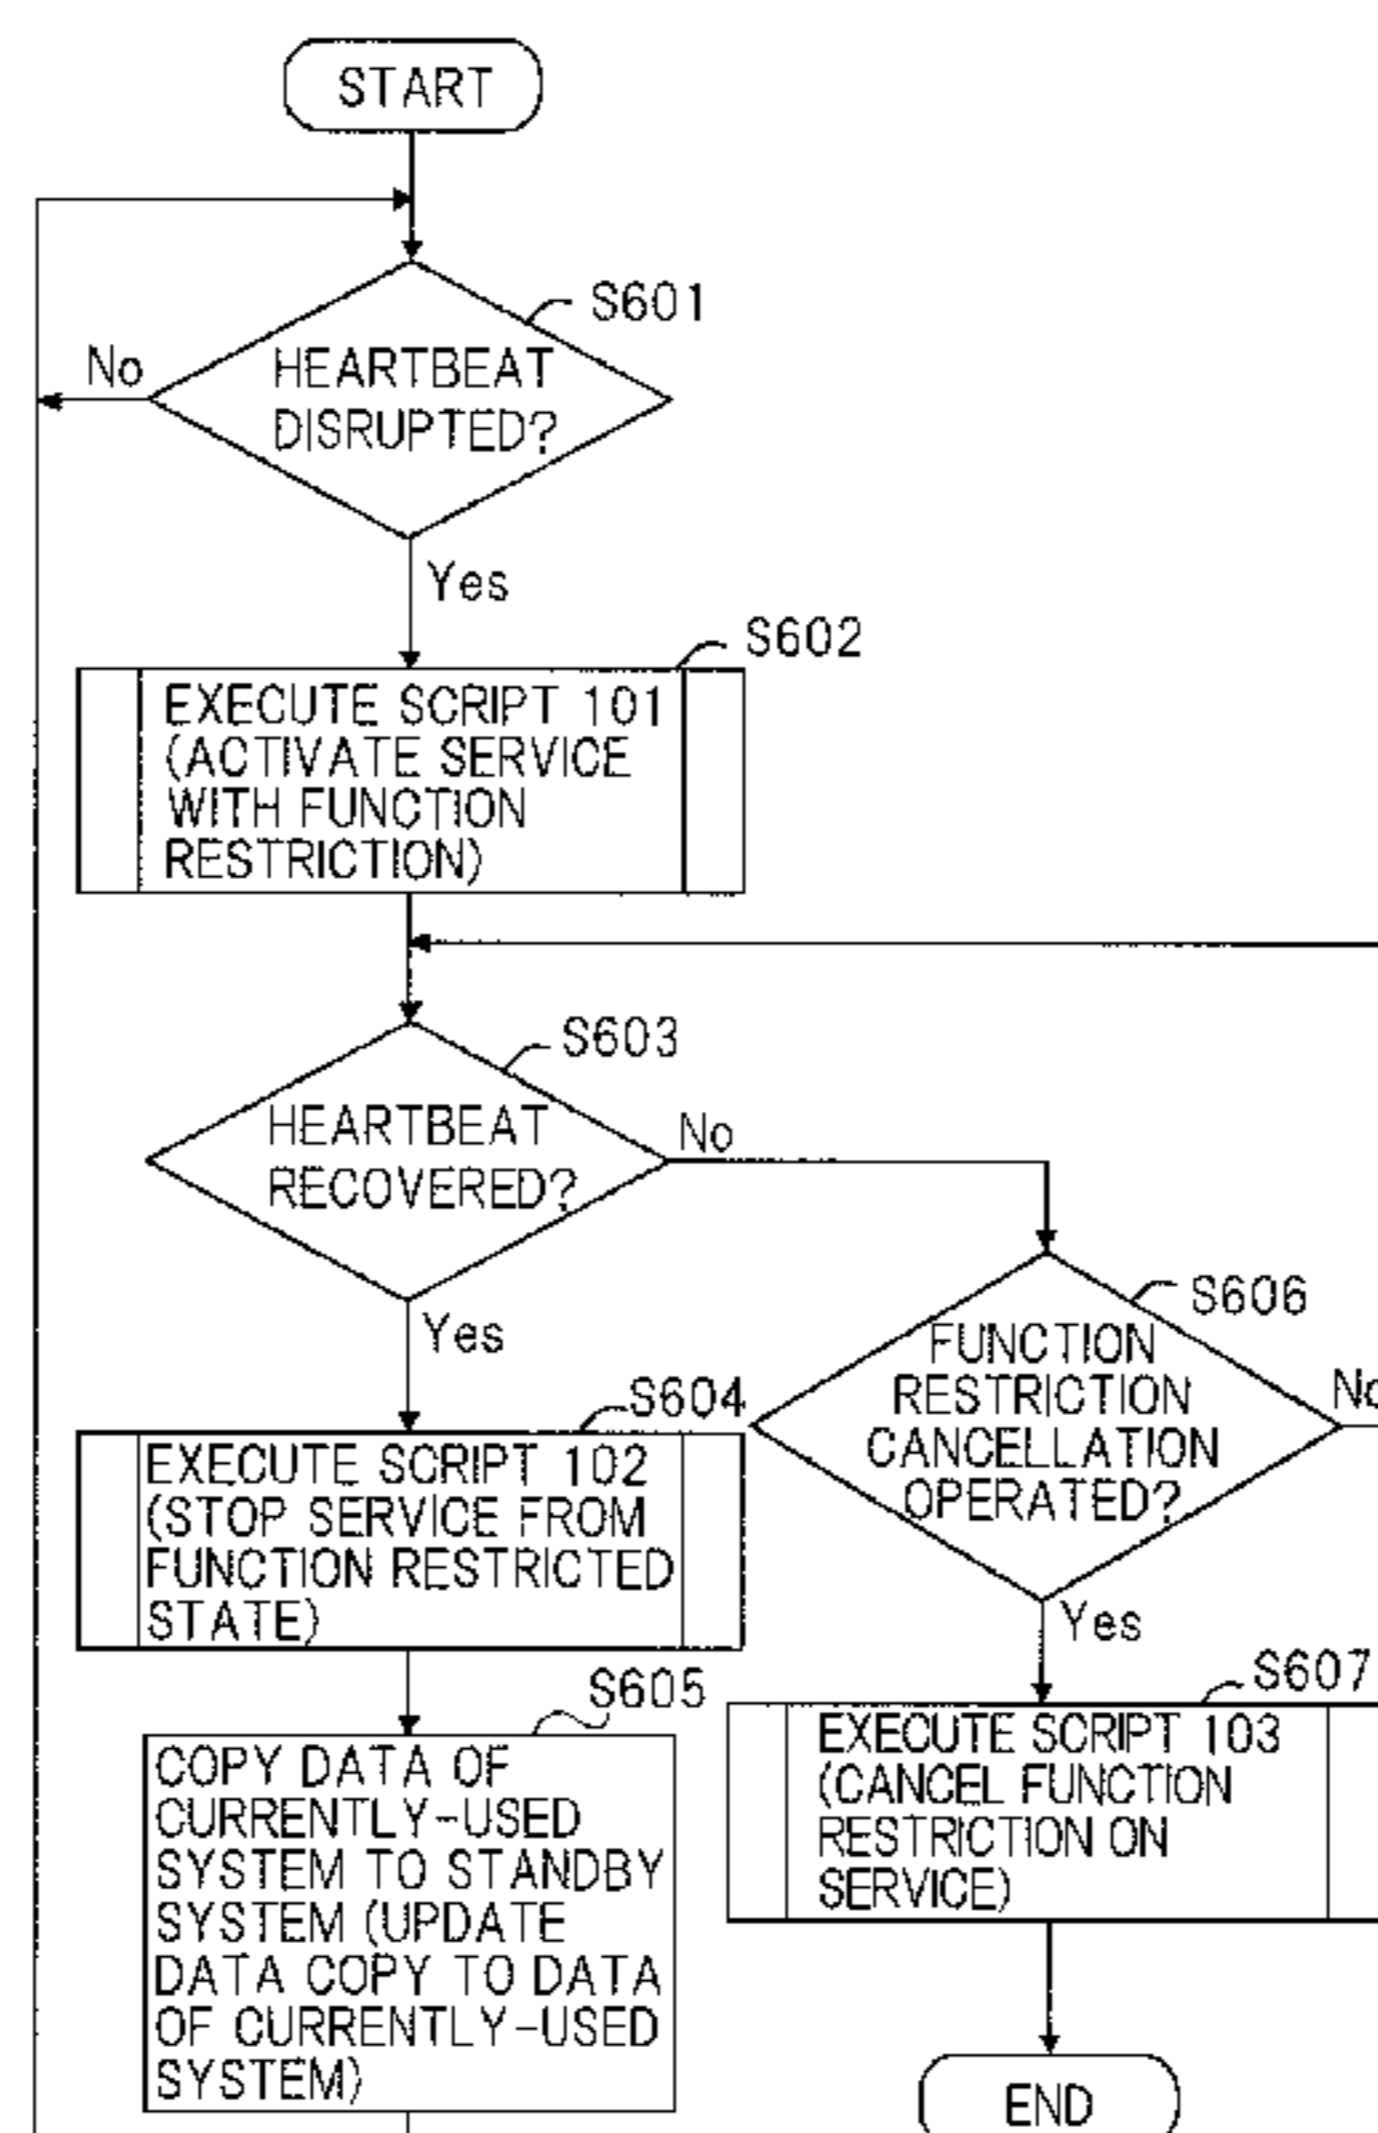 START
S601
No
HEARTBEAT
DISRUPTED?
Yes
S602
EXECUTE SCRIPT 101
(ACTIVATE SERVICE
WITH FUNCTION
RESTRICTION)
S603
HEARTBEAT
RECOVERED?
No
Yes
S606
FUNCTION
RESTRICTION
CANCELLATION
OPERATED?
No
Yes
S604
EXECUTE SCRIPT 102
(STOP SERVICE FROM
FUNCTION RESTRICTED
STATE)
S605
COPY DATA OF
CURRENTLY-USED
SYSTEM TO STANDBY
SYSTEM (UPDATE
DATA COPY TO DATA
OF CURRENTLY-USED
SYSTEM)
S607
EXECUTE SCRIPT 103
(CANCEL FUNCTION
RESTRICTION ON
SERVICE)
END